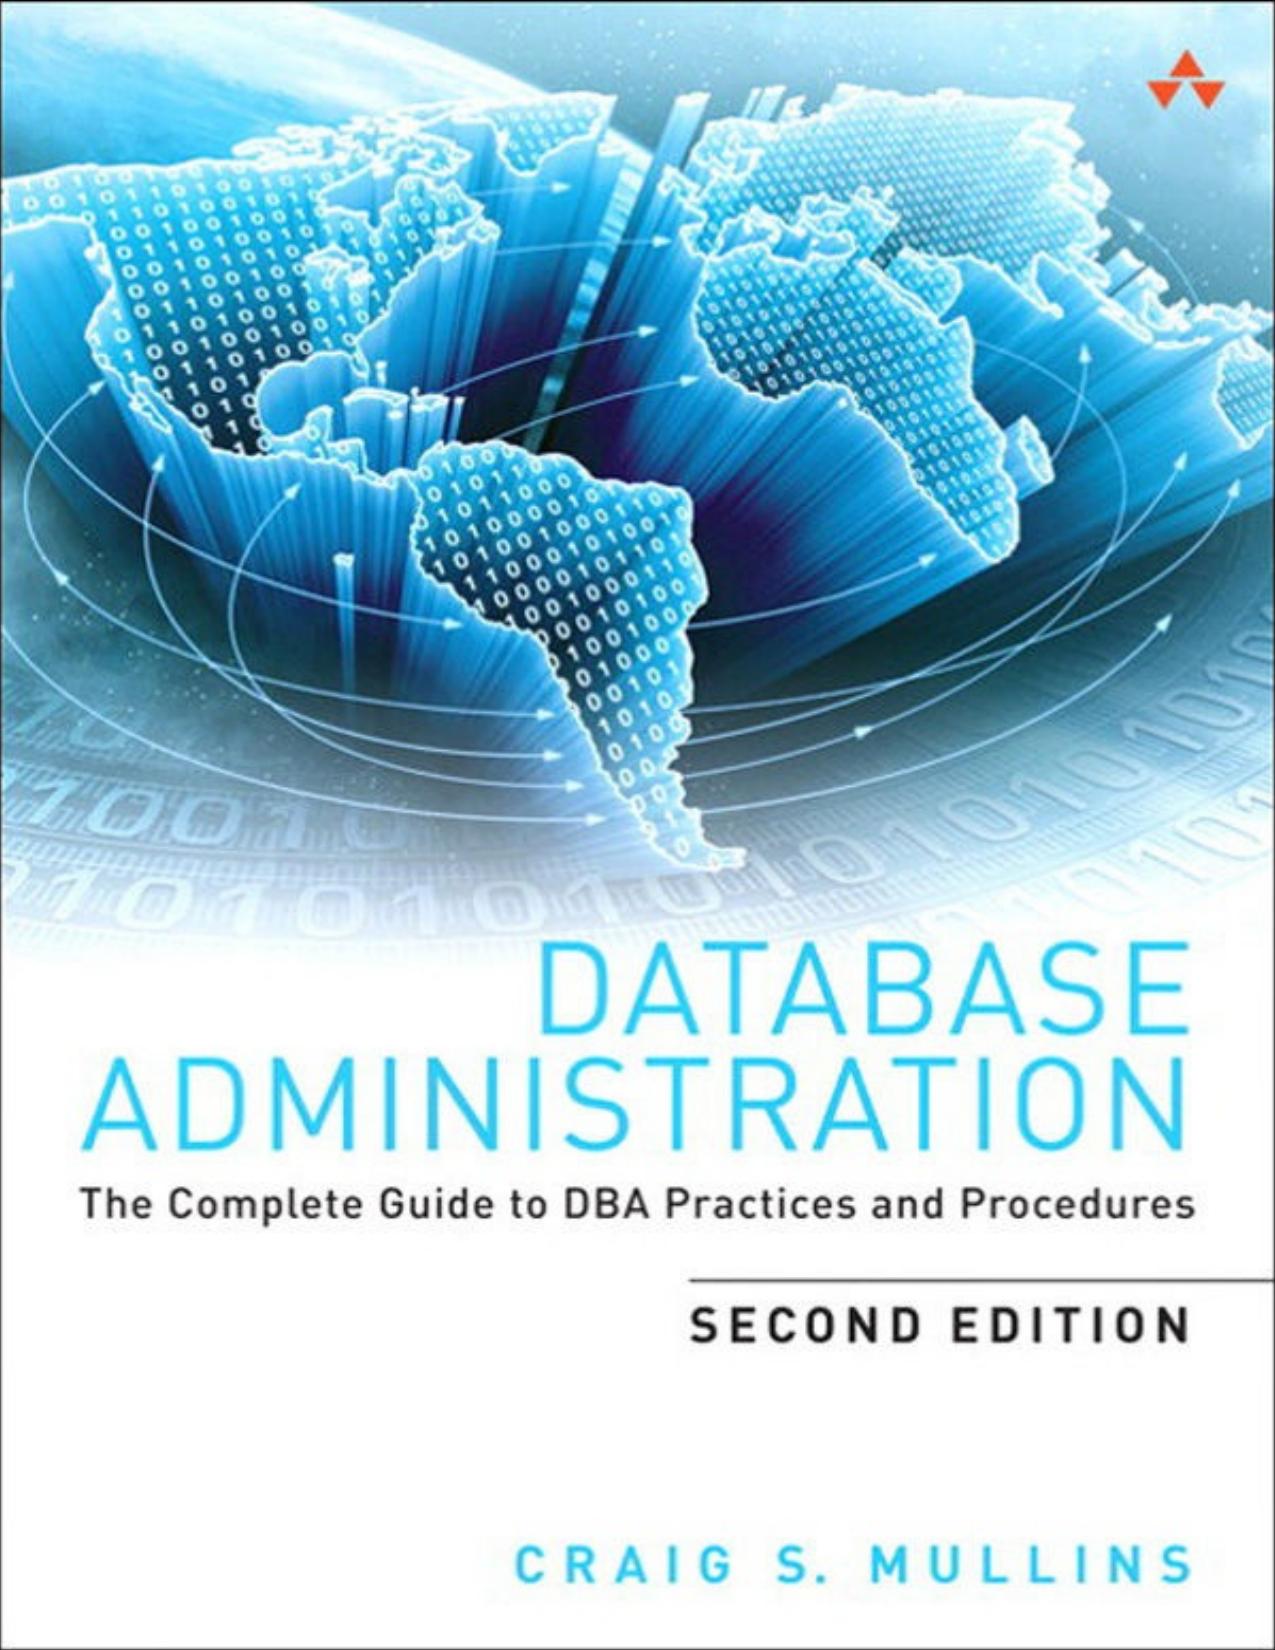 DATABASE
ADMINISTRATION
The Complete Guide to DBA Practices and Procedures
SECOND EDITION
CRAIG S. MULLINS